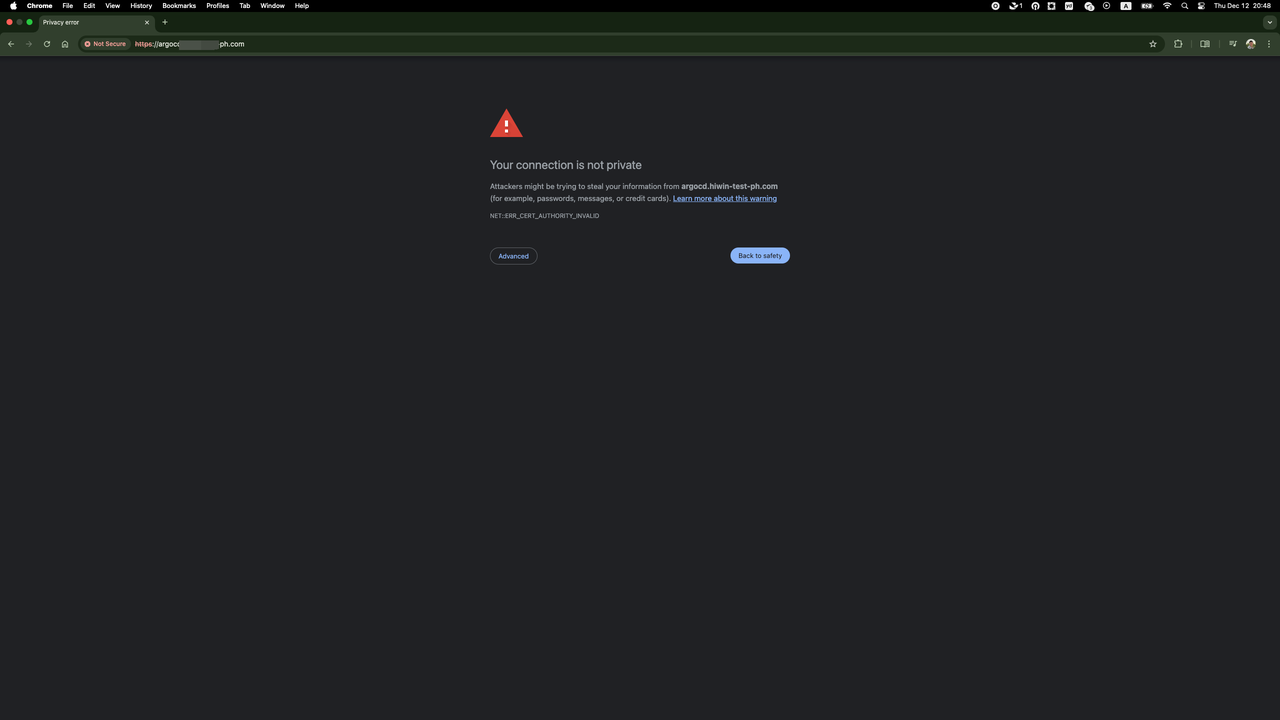 Chrome File Edit View History Bookmarks Profiles Tab Window Help
1 A Thu Dec 12 20:48
Privacy error
Not Secure https://argocd ph.com
Your connection is not private
Attackers might be trying to steal your information from argocd.hiwin-test-ph.com
(for example, passwords, messages, or credit cards). Learn more about this warning
NET::ERR_CERT_AUTHORITY_INVALID
Advanced Back to safety